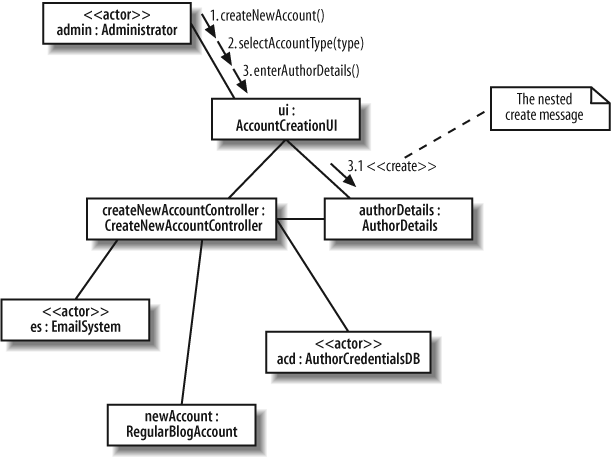 <<actor>>
admin : Administrator
1. createNewAccount()
2. selectAccountType(type)
3. enterAuthorDetails()
ui :
AccountCreationUI
The nested
create message
3.1 <<create>>
createNewAccountController :
CreateNewAccountController
authorDetails :
AuthorDetails
<<actor>>
es : EmailSystem
<<actor>>
acd : AuthorCredentialsDB
newAccount :
RegularBlogAccount